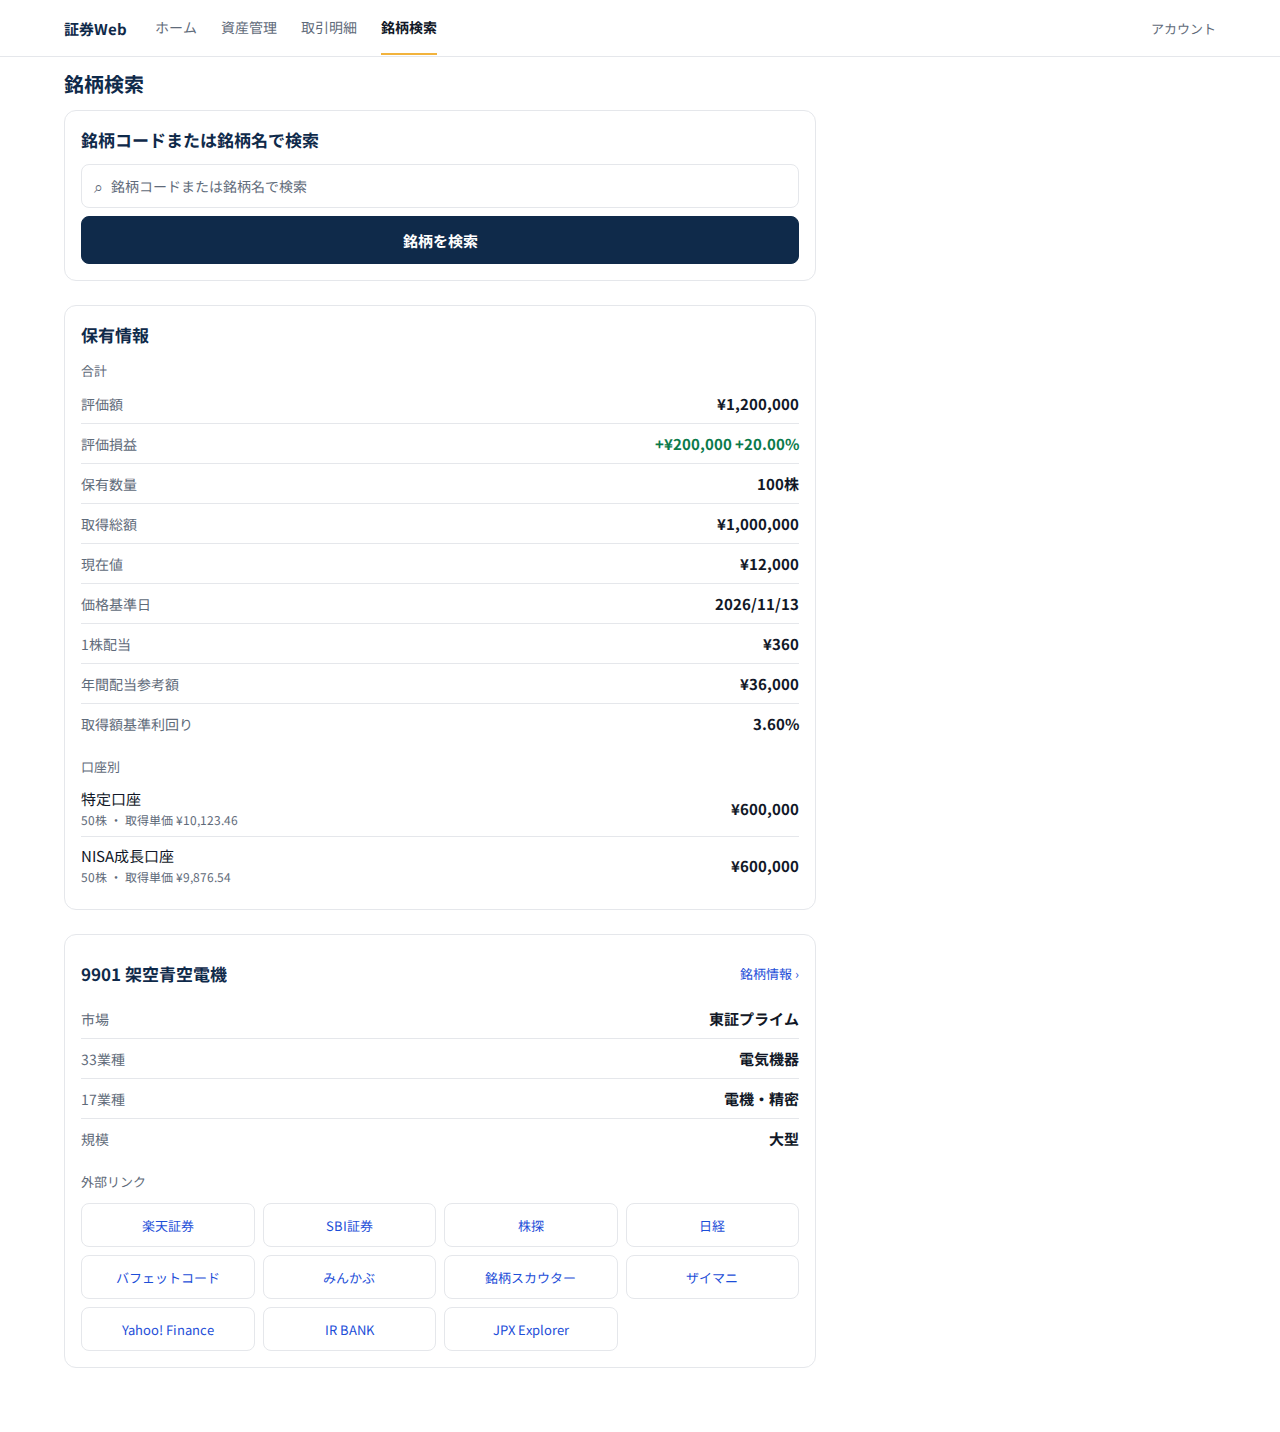 証券Web ホーム 資産管理 取引明細 銘柄検索 アカウント
銘柄検索
銘柄コードまたは銘柄名で検索
銘柄コードまたは銘柄名で検索
銘柄を検索
保有情報
合計
評価額 ¥1,200,000
評価損益 +¥200,000 +20.00%
保有数量 100株
取得総額 ¥1,000,000
現在値 ¥12,000
価格基準日 2026/11/13
1株配当 ¥360
年間配当参考額 ¥36,000
取得額基準利回り 3.60%
口座別
特定口座 ¥600,000
50株 ・ 取得単価 ¥10,123.46
NISA成長口座 ¥600,000
50株 ・ 取得単価 ¥9,876.54
9901 架空青空電機 銘柄情報 ›
市場 東証プライム
33業種 電気機器
17業種 電機・精密
規模 大型
外部リンク
楽天証券 SBI証券 株探 日経
バフェットコード みんかぶ 銘柄スカウター ザイマニ
Yahoo! Finance IR BANK JPX Explorer